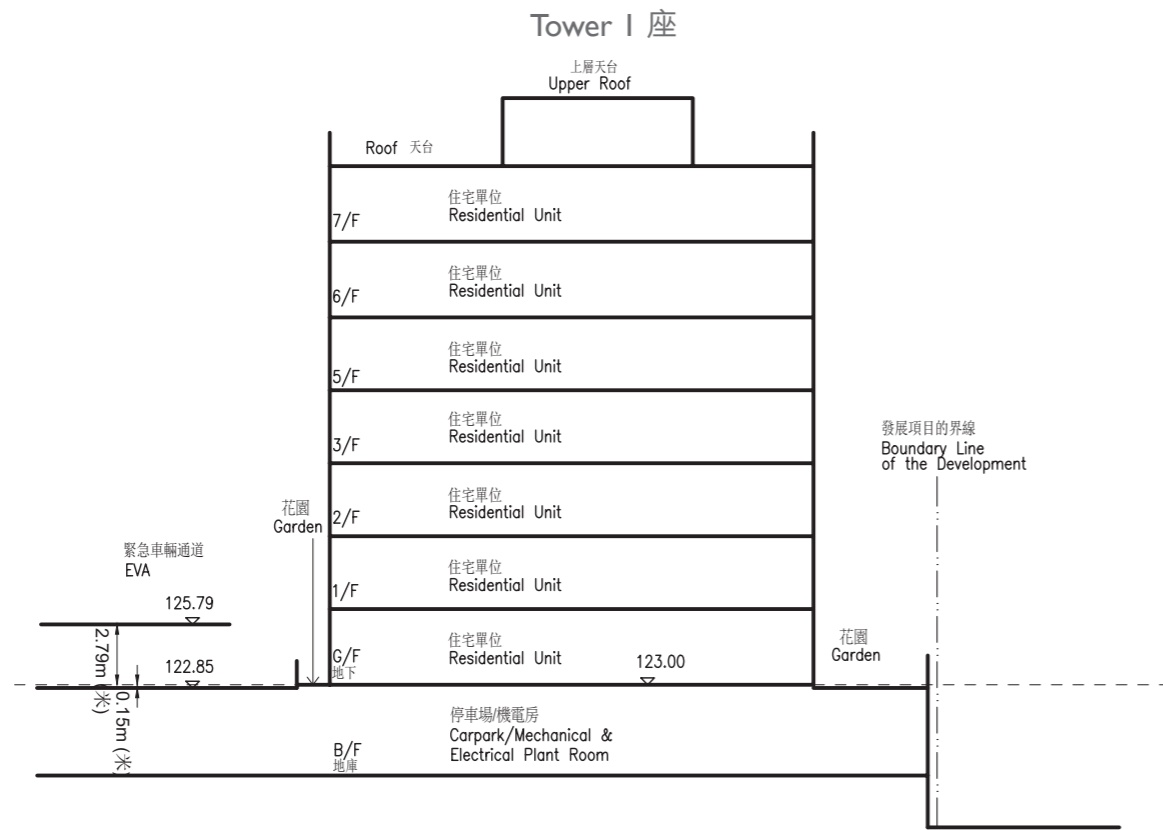 Tower 1 座
上層天台
Upper Roof
Roof 天台
住宅單位
Residential Unit
7/F
住宅單位
Residential Unit
6/F
住宅單位
Residential Unit
5/F
住宅單位
Residential Unit
3/F
發展項目的界線
Boundary Line
of the Development
住宅單位
Residential Unit
2/F
花園
Garden
緊急車輛通道
EVA
住宅單位
Residential Unit
1/F
125.79
2.79m (米)
住宅單位
Residential Unit
G/F
地下
123.00
花園
Garden
122.85
0.15m (米)
停車場/機電房
Carpark/Mechanical &
Electrical Plant Room
B/F
地庫